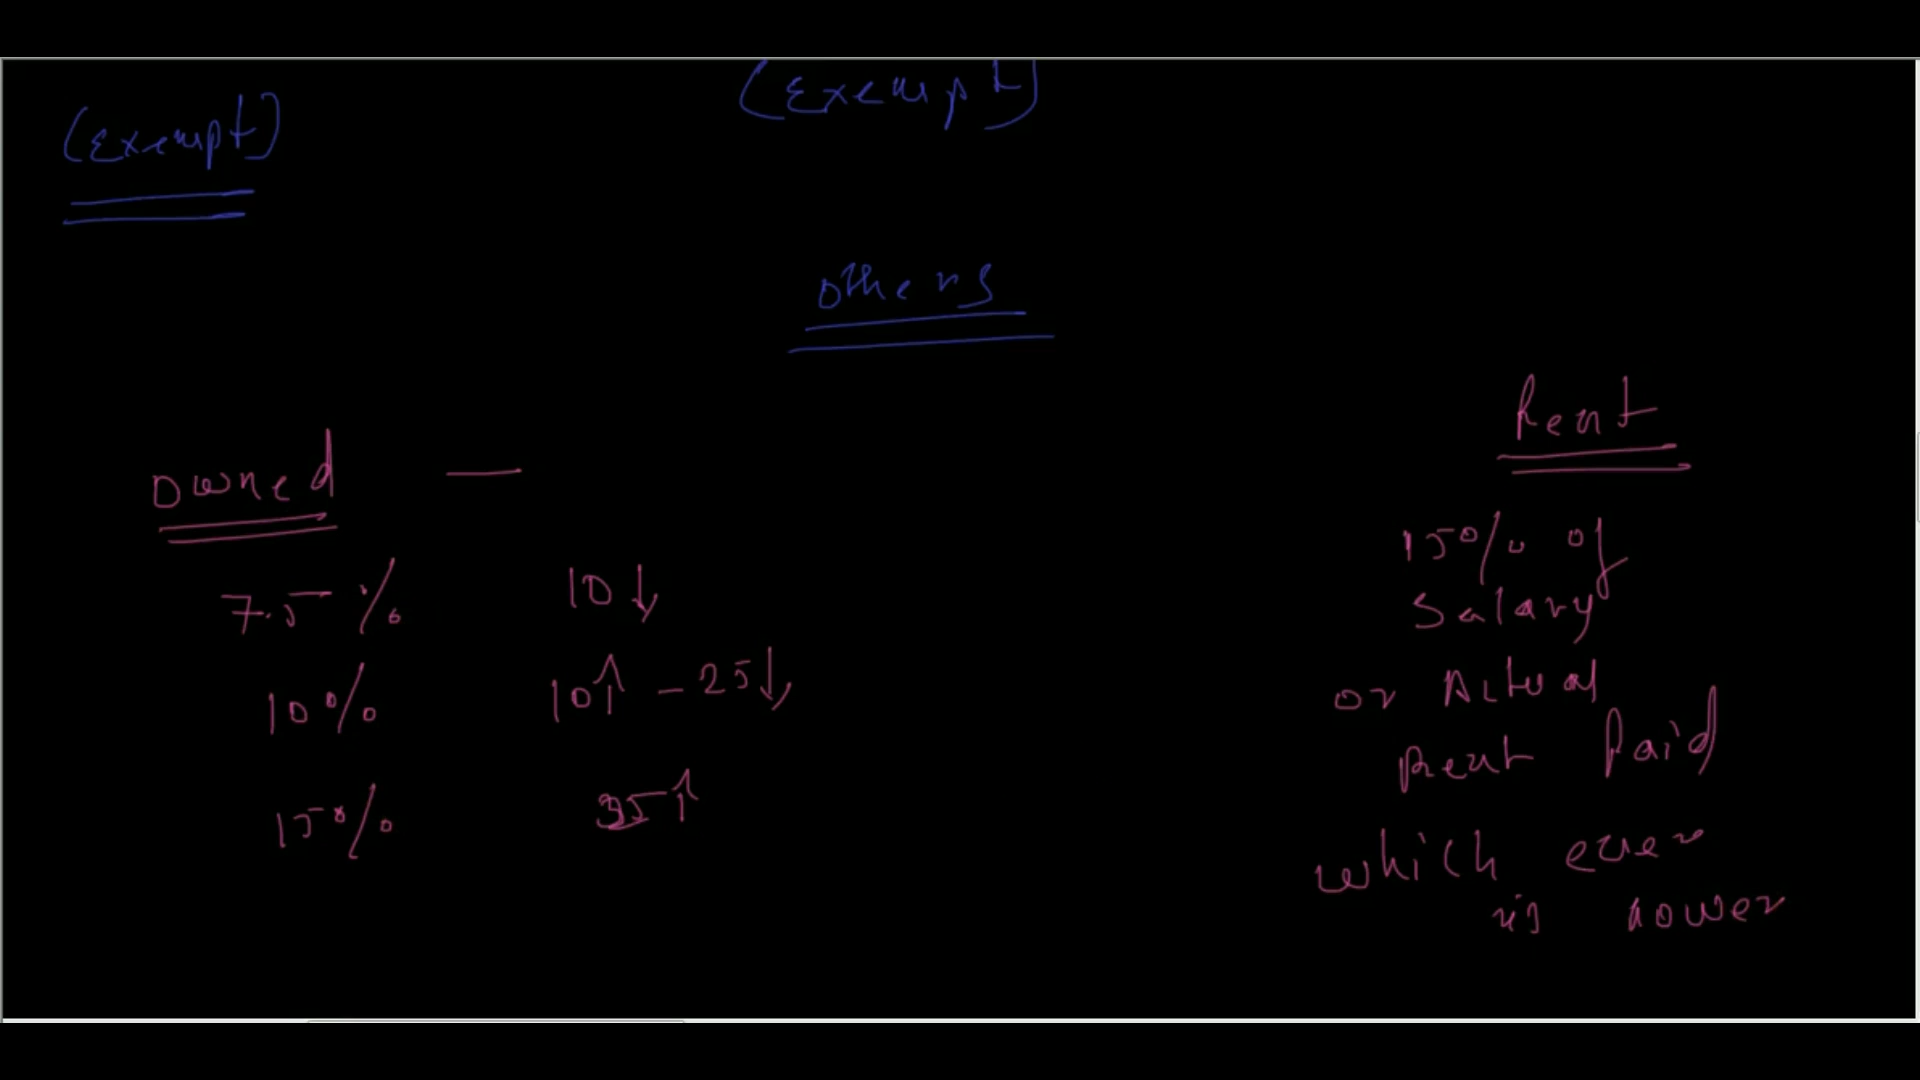 (Exempt)
(Exempt)
Others
Owned —
7.5% 10↓
10% 10↑ - 25↓
15% 25↑
Rent
15% of
Salary
or Actual
Rent Paid
which ever
is Lower